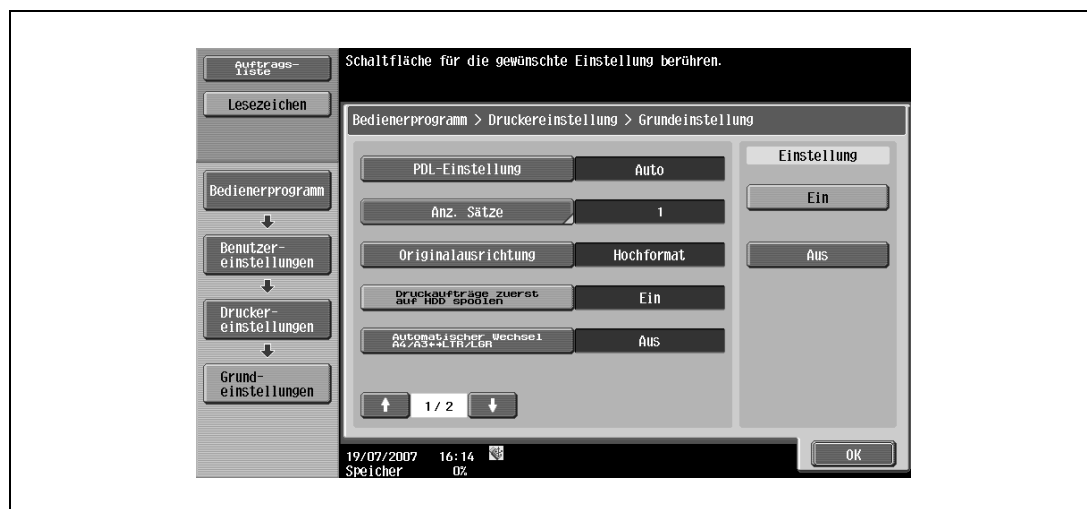 Auftrags-
liste
Lesezeichen
Bedienerprogramm
Benutzer-
einstellungen
Drucker-
einstellungen
Grund-
einstellungen
Schaltfläche für die gewünschte Einstellung berühren.
Bedienerprogramm > Druckereinstellung > Grundeinstellung
PDL-Einstellung Auto
Anz. Sätze 1
Originalausrichtung Hochformat
Druckaufträge zuerst
auf HDD spoolen Ein
Automatischer Wechsel
A4/A3↔LTR/LGR Aus
1/ 2
Einstellung
Ein
Aus
19/07/2007 16:14
Speicher 0%
OK